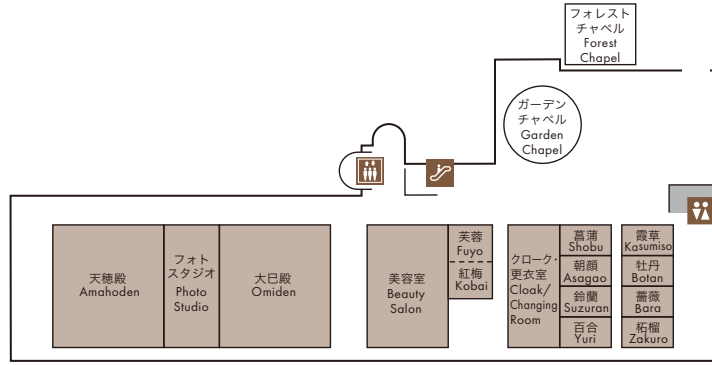 フォレスト
チャペル
Forest
Chapel
ガーデン
チャペル
Garden
Chapel
天穂殿
Amahoden
フォト
スタジオ
Photo
Studio
大巳殿
Omiden
美容室
Beauty
Salon
芙蓉
Fuyo
紅梅
Kobai
クローク・
更衣室
Cloak/
Changing
Room
菖蒲
Shobu
朝顔
Asagao
鈴蘭
Suzuran
百合
Yuri
霞草
Kasumiso
牡丹
Botan
薔薇
Bara
柘榴
Zakuro